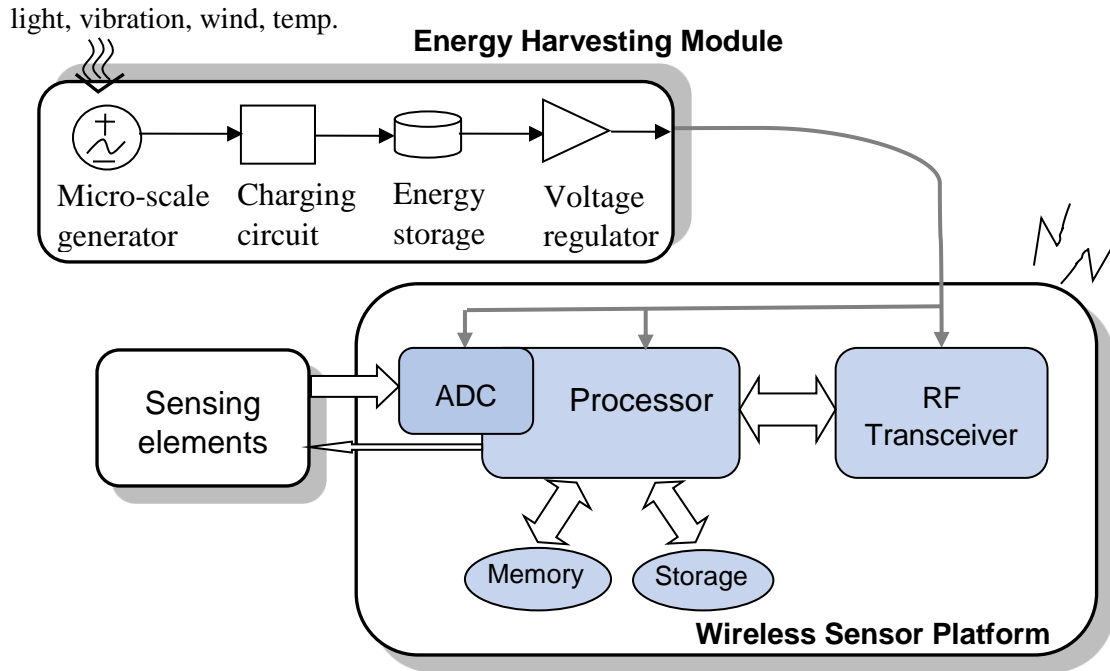 light, vibration, wind, temp.
Energy Harvesting Module
Micro-scale
generator
Charging
circuit
Energy
storage
Voltage
regulator
Sensing
elements
ADC
Processor
RF
Transceiver
Memory
Storage
Wireless Sensor Platform